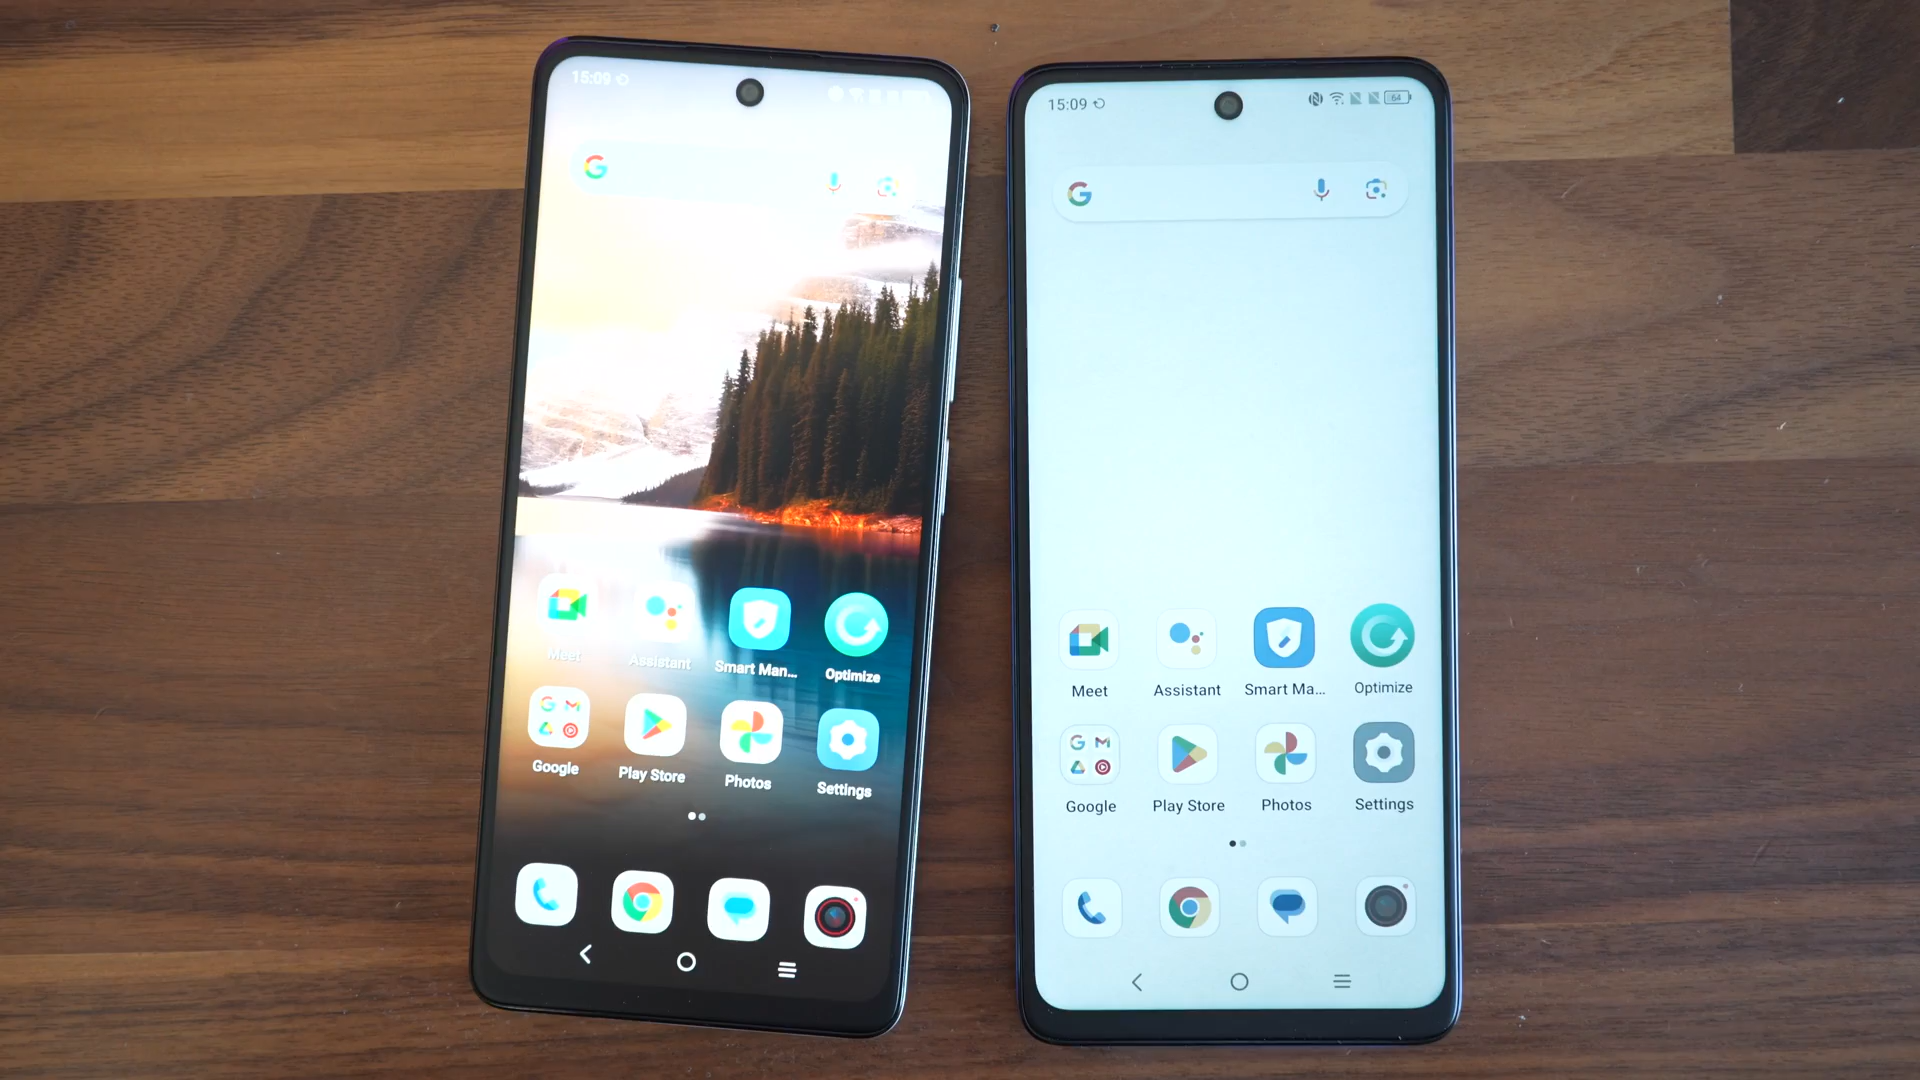 15:09
Meet Assistant Smart Man... Optimize
Google Play Store Photos Settings
15:09
64
Meet Assistant Smart Ma... Optimize
Google Play Store Photos Settings